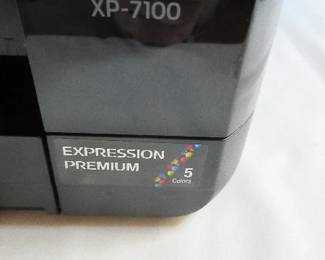 XP-7100
EXPRESSION
PREMIUM
5
Colors